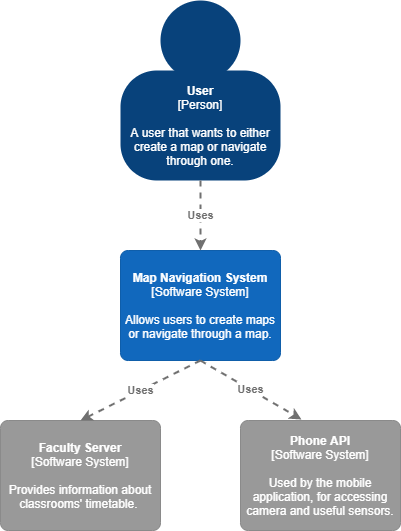 User
[Person]
A user that wants to either
create a map or navigate
through one.
Uses
Map Navigation System
[Software System]
Allows users to create maps
or navigate through a map.
Uses
Uses
Faculty Server
[Software System]
Provides information about
classrooms' timetable.
Phone API
[Software System]
Used by the mobile
application, for accessing
camera and useful sensors.